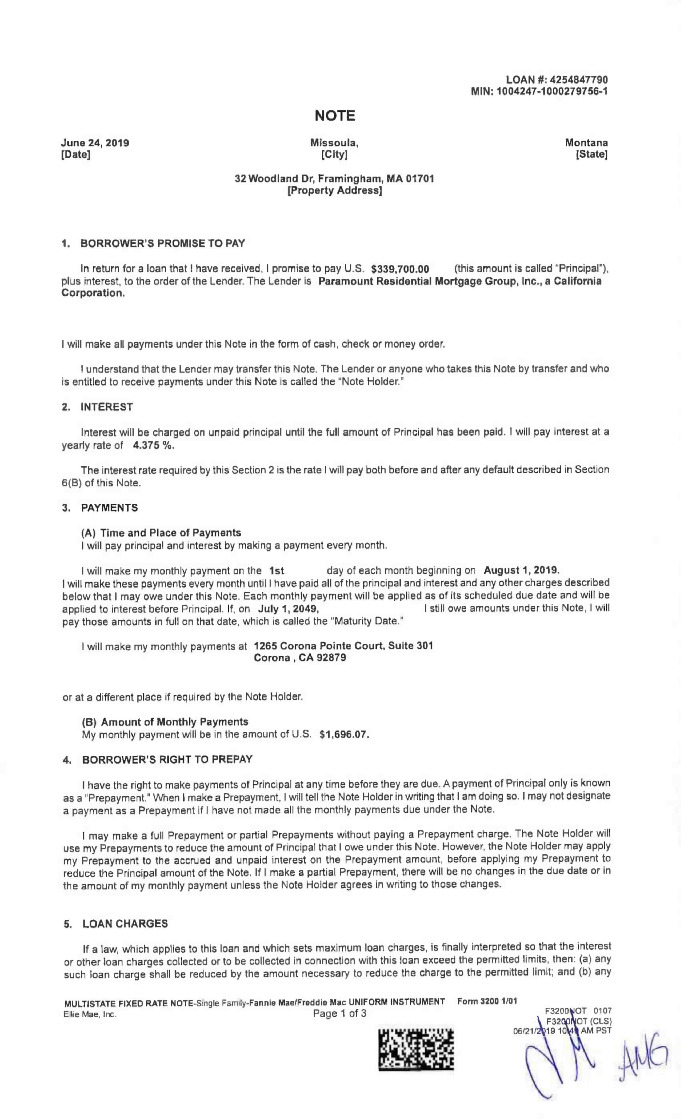 LOAN #: 4254847790
MIN: 1004247-1000279756-1
NOTE
June 24, 2019 Missoula, Montana
[Date] [City] [State]
32 Woodland Dr, Framingham, MA 01701
[Property Address]
1. BORROWER'S PROMISE TO PAY
In return for a loan that I have received, I promise to pay U.S. $339,700.00 (this amount is called "Principal"),
plus interest, to the order of the Lender. The Lender is Paramount Residential Mortgage Group, Inc., a California
Corporation.
I will make all payments under this Note in the form of cash, check or money order.
I understand that the Lender may transfer this Note. The Lender or anyone who takes this Note by transfer and who
is entitled to receive payments under this Note is called the "Note Holder."
2. INTEREST
Interest will be charged on unpaid principal until the full amount of Principal has been paid. I will pay interest at a
yearly rate of 4.375 %.
The interest rate required by this Section 2 is the rate I will pay both before and after any default described in Section
6(B) of this Note.
3. PAYMENTS
(A) Time and Place of Payments
I will pay principal and interest by making a payment every month.
I will make my monthly payment on the 1st day of each month beginning on August 1, 2019.
I will make these payments every month until I have paid all of the principal and interest and any other charges described
below that I may owe under this Note. Each monthly payment will be applied as of its scheduled due date and will be
applied to interest before Principal. If, on July 1, 2049, I still owe amounts under this Note, I will
pay those amounts in full on that date, which is called the "Maturity Date."
I will make my monthly payments at 1265 Corona Pointe Court, Suite 301
Corona , CA 92879
or at a different place if required by the Note Holder.
(B) Amount of Monthly Payments
My monthly payment will be in the amount of U.S. $1,696.07.
4. BORROWER'S RIGHT TO PREPAY
I have the right to make payments of Principal at any time before they are due. A payment of Principal only is known
as a "Prepayment." When I make a Prepayment, I will tell the Note Holder in writing that I am doing so. I may not designate
a payment as a Prepayment if I have not made all the monthly payments due under the Note.
I may make a full Prepayment or partial Prepayments without paying a Prepayment charge. The Note Holder will
use my Prepayments to reduce the amount of Principal that I owe under this Note. However, the Note Holder may apply
my Prepayment to the accrued and unpaid interest on the Prepayment amount, before applying my Prepayment to
reduce the Principal amount of the Note. If I make a partial Prepayment, there will be no changes in the due date or in
the amount of my monthly payment unless the Note Holder agrees in writing to those changes.
5. LOAN CHARGES
If a law, which applies to this loan and which sets maximum loan charges, is finally interpreted so that the interest
or other loan charges collected or to be collected in connection with this loan exceed the permitted limits, then: (a) any
such loan charge shall be reduced by the amount necessary to reduce the charge to the permitted limit; and (b) any
MULTISTATE FIXED RATE NOTE-Single Family-Fannie Mae/Freddie Mac UNIFORM INSTRUMENT Form 3200 1/01
Ellie Mae, Inc. Page 1 of 3
F3200NOT 0107
F3200NOT (CLS)
06/21/2019 AM PST
AMG